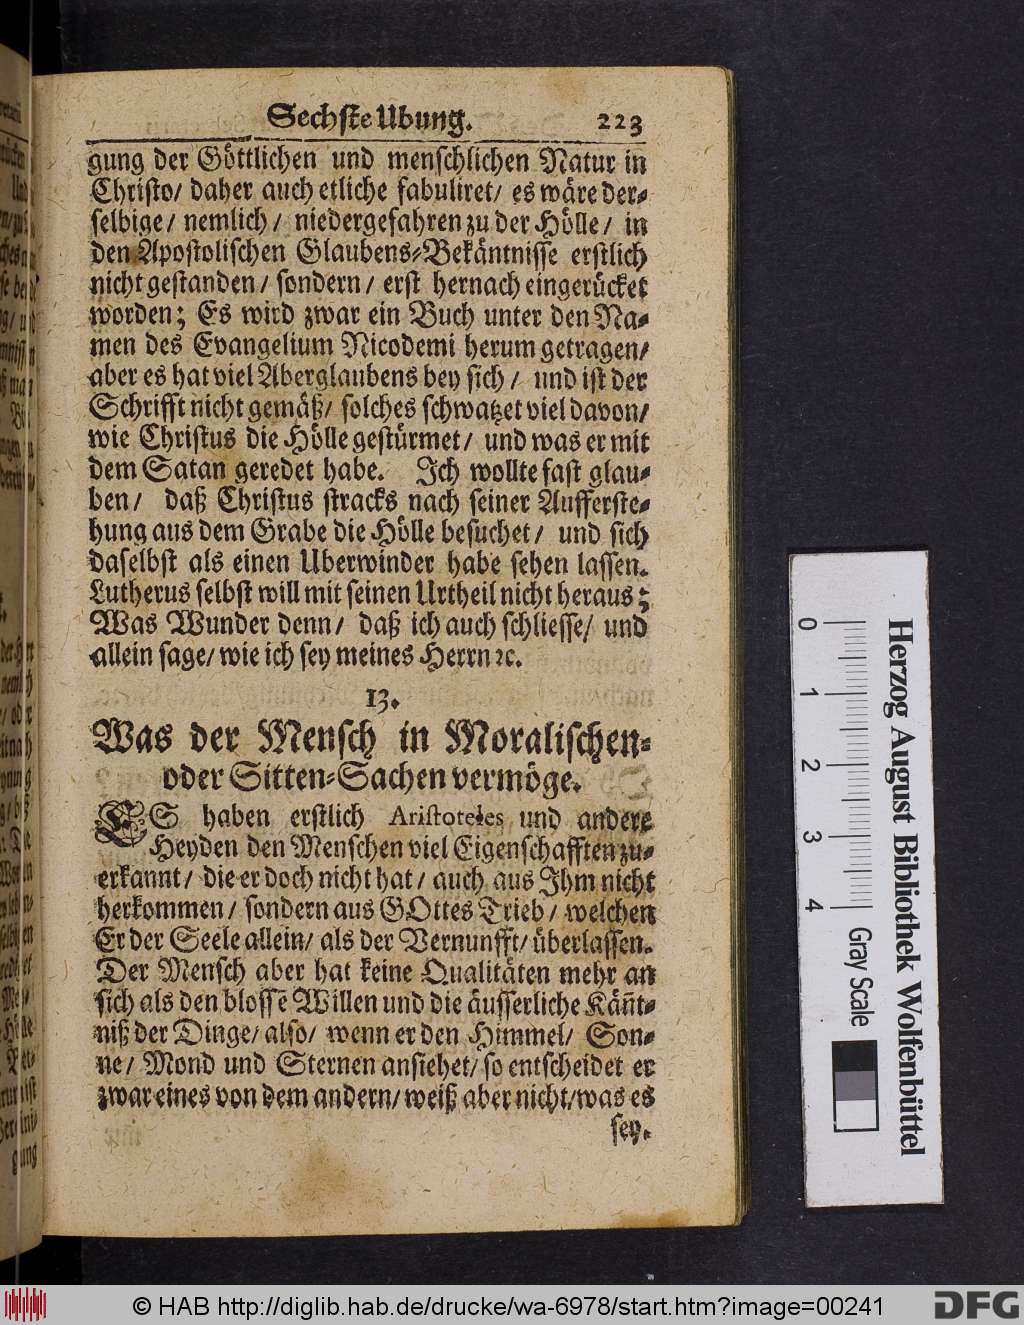 Sechste Ubung. 223
gung der Göttlichen und menschlichen Natur in
Christo/ daher auch etliche fabuliret/ es wäre der-
selbige/ nemlich/ niedergefahren zu der Hölle/ in
den Apostolischen Glaubens-Bekäntnisse erstlich
nicht gestanden/ sondern/ erst hernach eingerücket
worden; Es wird zwar ein Buch unter den Na-
men des Evangelium Nicodemi herum getragen/
aber es hat viel Aberglaubens bey sich/ und ist der
Schrifft nicht gemäß/ solches schwatzet viel davon/
wie Christus die Hölle gestürmet/ und was er mit
dem Satan geredet habe. Ich wollte fast glau-
ben/ daß Christus stracks nach seiner Aufferste-
hung aus dem Grabe die Hölle besuchet/ und sich
daselbst als einen Uberwinder habe sehen lassen.
Lutherus selbst will mit seinen Urtheil nicht heraus;
Was Wunder denn/ daß ich auch schliesse/ und
allein sage/ wie ich sey meines Herrn ꝛc.
13.
Was der Mensch in Moralischen-
oder Sitten-Sachen vermöge.
ES haben erstlich Aristoteles und andere
Heyden den Menschen viel Eigenschafften zu-
erkannt/ die er doch nicht hat/ auch aus Ihm nicht
herkommen/ sondern aus GOttes Trieb/ welchen
Er der Seele allein/ als der Vernunfft/ überlassen.
Der Mensch aber hat keine Qualitäten mehr an
sich als den blosse Willen und die äusserliche Kän̄t-
niß der Dinge/ also/ wenn er den Himmel/ Son-
ne/ Mond und Sternen ansiehet/ so entscheidet er
zwar eines von dem andern/ weiß aber nicht/ was es
sey.
0 1 2 3 4
Gray Scale
Herzog August Bibliothek Wolfenbüttel
© HAB http://diglib.hab.de/drucke/wa-6978/start.htm?image=00241
DFG